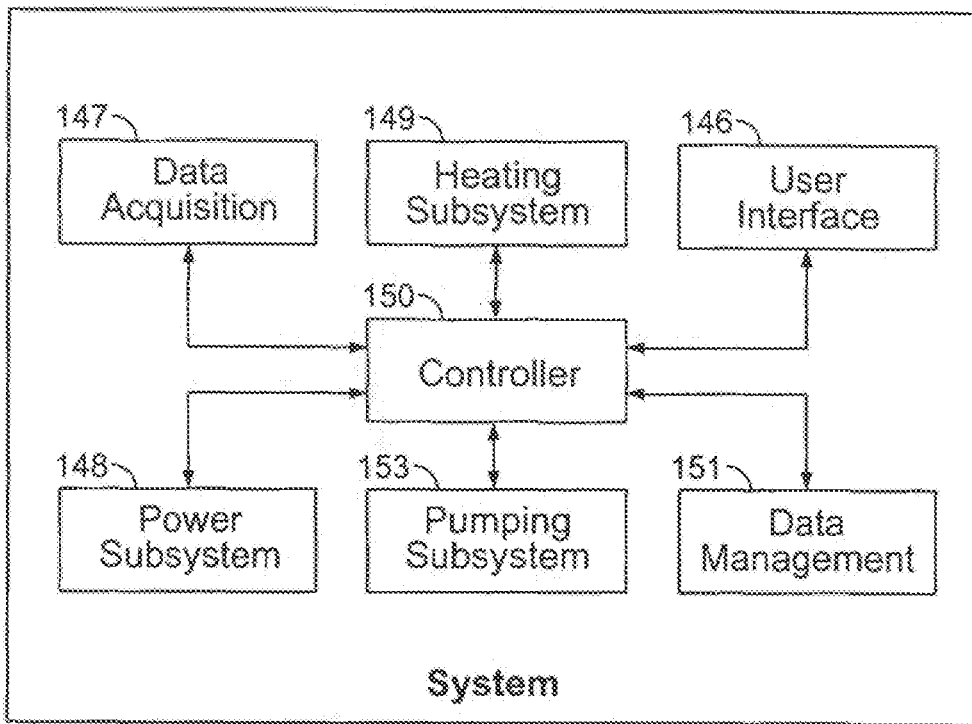 147
Data
Acquisition
149
Heating
Subsystem
146
User
Interface
150
Controller
148
Power
Subsystem
153
Pumping
Subsystem
151
Data
Management
System